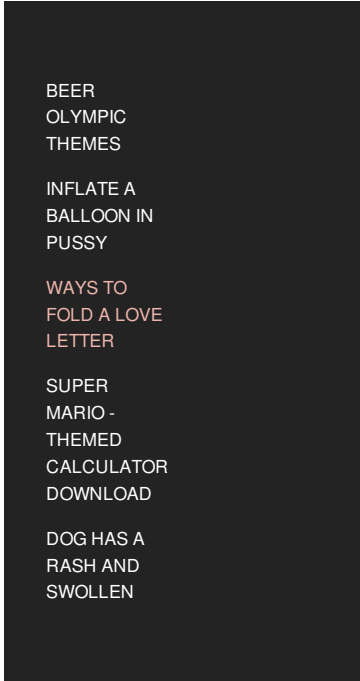 BEER
OLYMPIC
THEMES
INFLATE A
BALLOON IN
PUSSY
WAYS TO
FOLD A LOVE
LETTER
SUPER
MARIO -
THEMED
CALCULATOR
DOWNLOAD
DOG HAS A
RASH AND
SWOLLEN